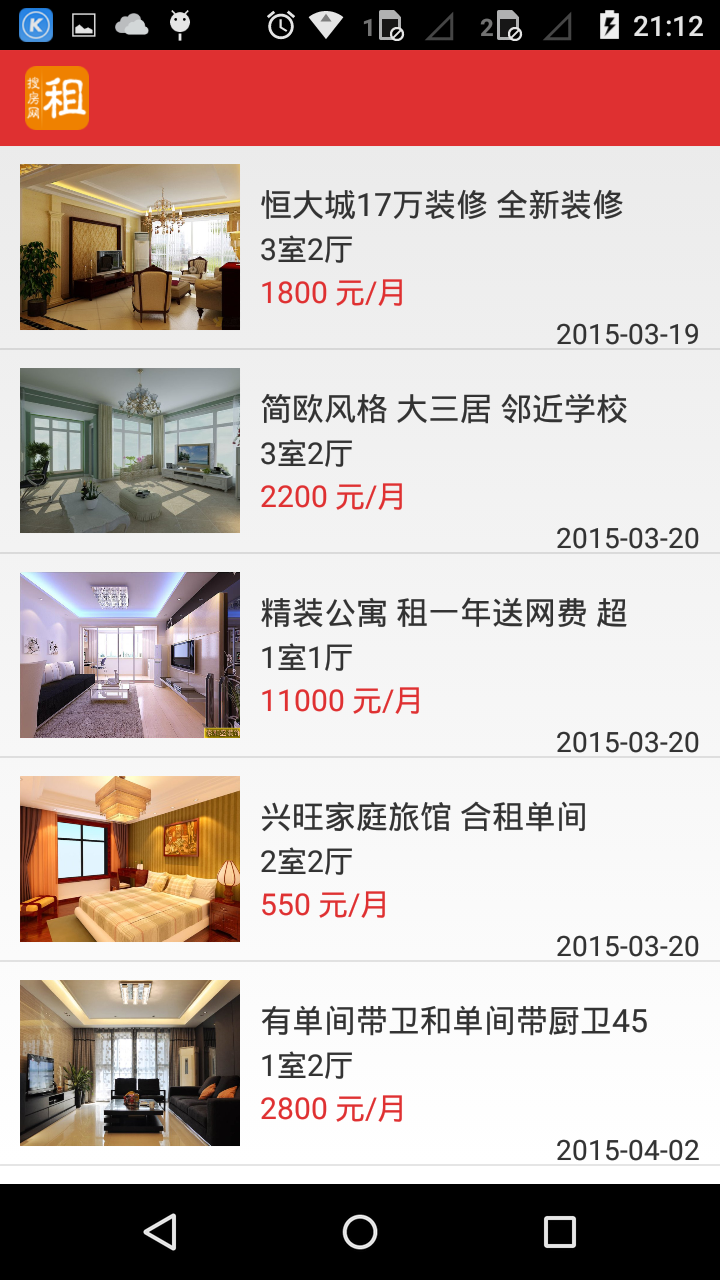 1
2
21:12
搜房网
租
恒大城17万装修 全新装修
3室2厅
1800 元/月
2015-03-19
简欧风格 大三居 邻近学校
3室2厅
2200 元/月
2015-03-20
精装公寓 租一年送网费 超
1室1厅
11000 元/月
2015-03-20
兴旺家庭旅馆 合租单间
2室2厅
550 元/月
2015-03-20
有单间带卫和单间带厨卫45
1室2厅
2800 元/月
2015-04-02